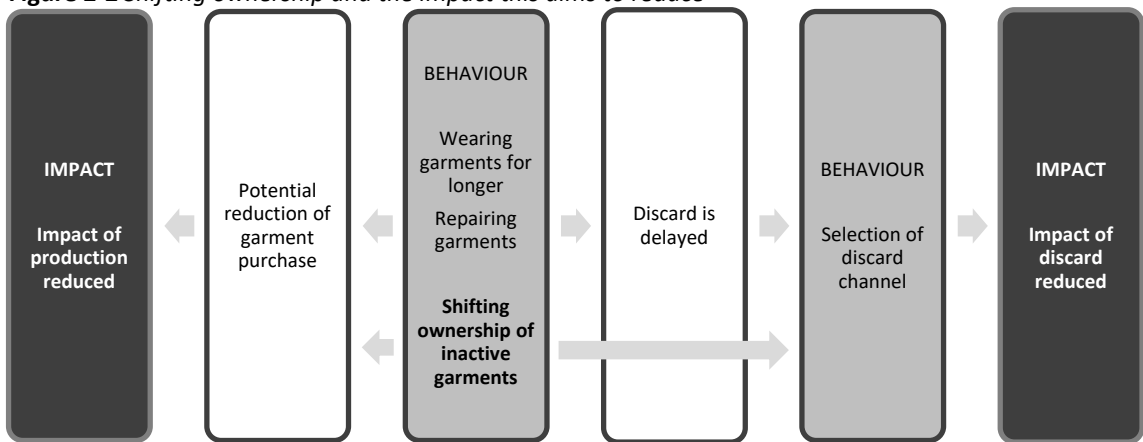 Figure Shifting ownership and the impact this aims to reduce
IMPACT
Impact of
production
reduced
Potential
reduction of
garment
purchase
BEHAVIOUR
Wearing
garments for
longer
Repairing
garments
Shifting
ownership of
inactive
garments
Discard is
delayed
BEHAVIOUR
Selection of
discard
channel
IMPACT
Impact of
discard
reduced